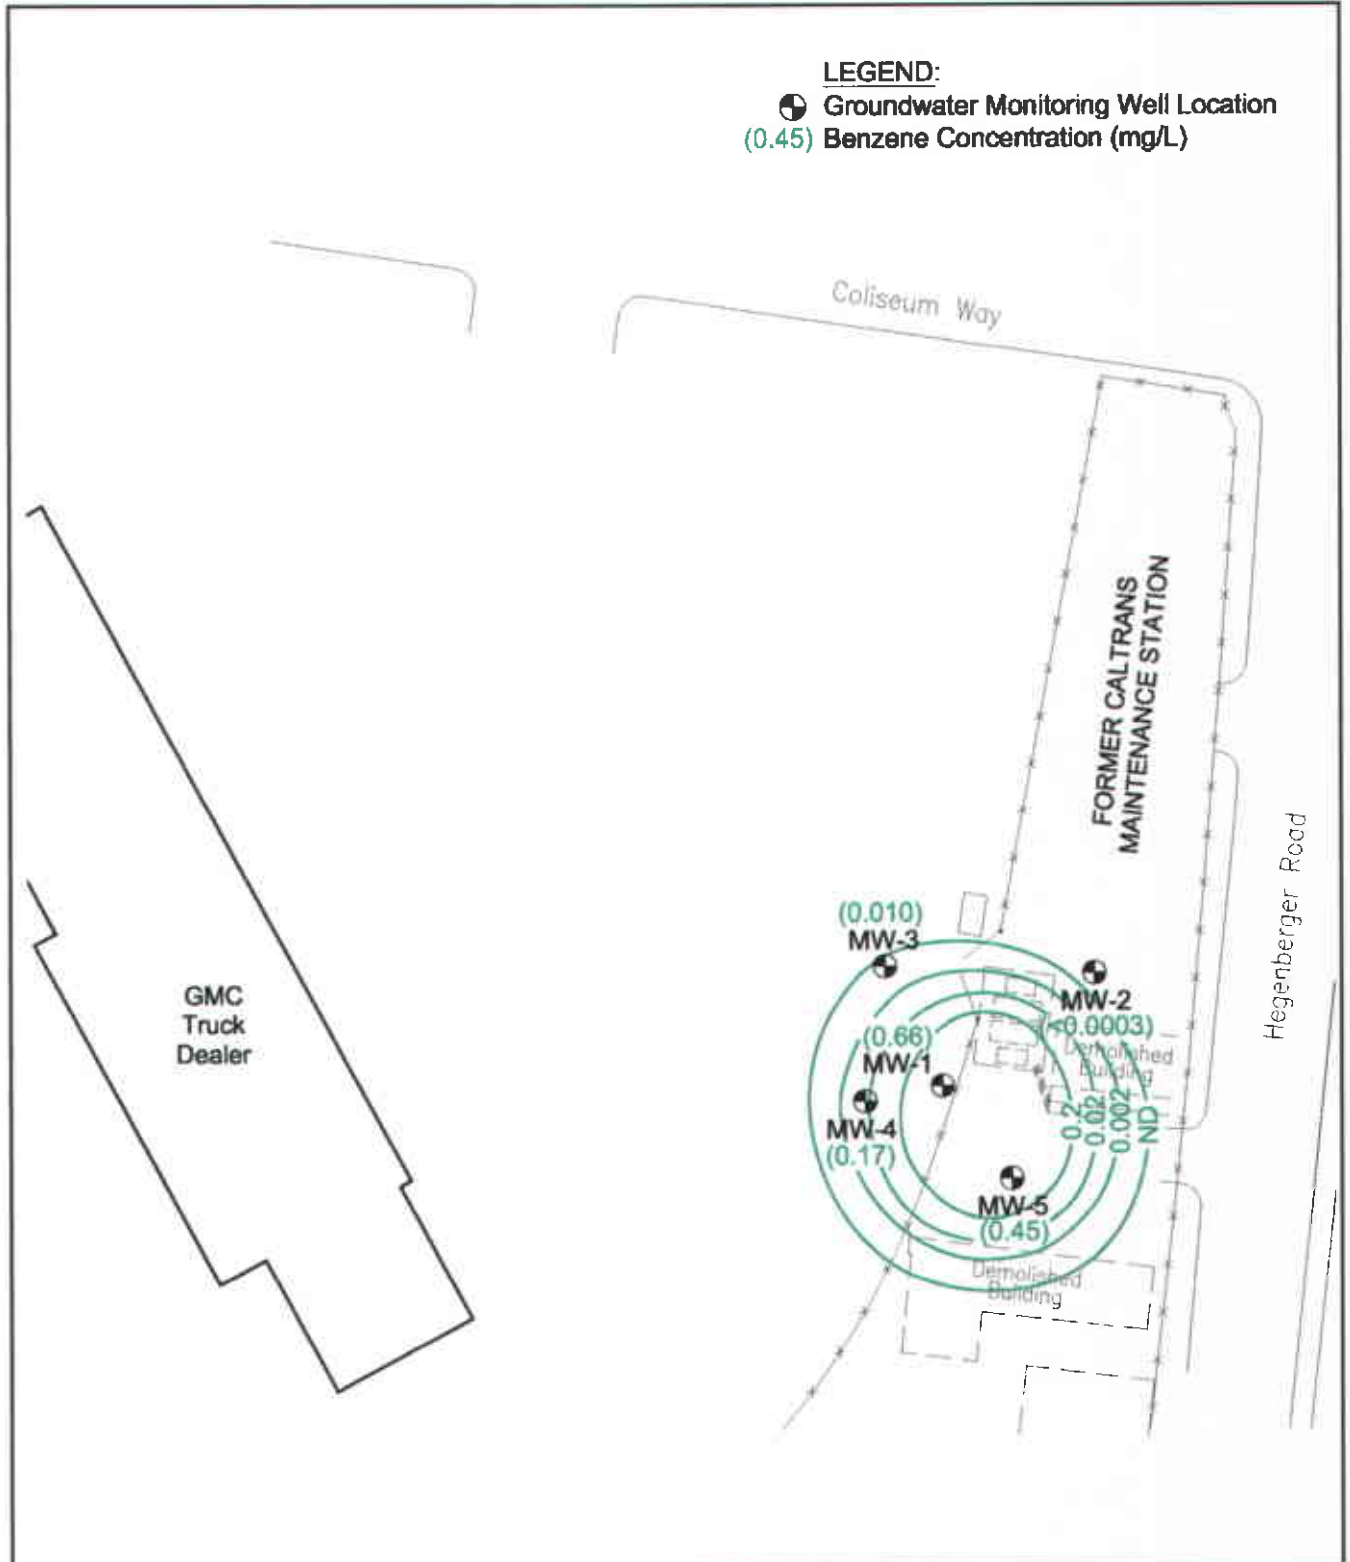 LEGEND:
Groundwater Monitoring Well Location
(0.45) Benzene Concentration (mg/L)
Coliseum Way
FORMER CALTRANS
MAINTENANCE STATION
Hegenberger Road
(0.010)
MW-3
MW-2
(<0.0003)
GMC
Truck
Dealer
(0.66)
MW-1
Demolished
Building
MW-4
(0.17)
0.2
0.02
0.002
ND
MW-5
(0.45)
Demolished
Building